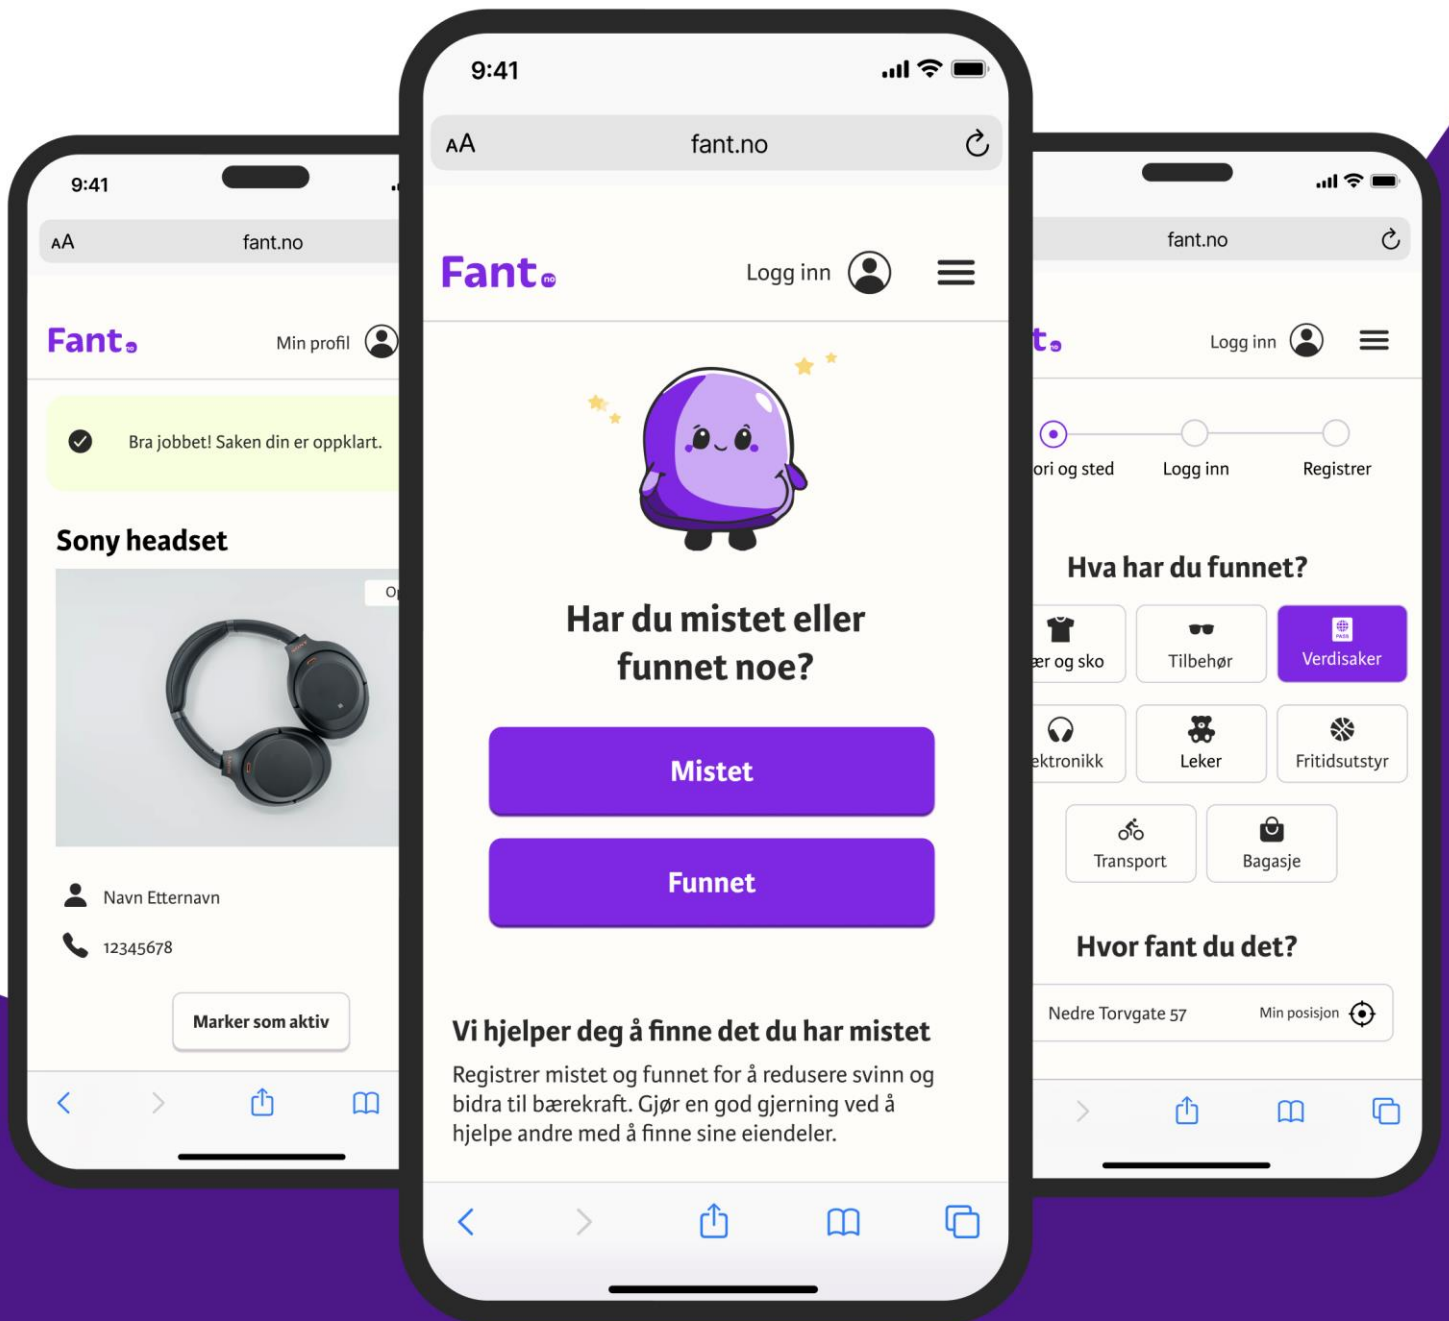 9:41
AA
fant.no
Fant.
no
Min profil
Bra jobbet! Saken din er oppklart.
Sony headset
Navn Etternavn
12345678
Marker som aktiv
9:41
AA
fant.no
Fant.
no
Logg inn
Har du mistet eller
funnet noe?
Mistet
Funnet
Vi hjelper deg å finne det du har mistet
Registrer mistet og funnet for å redusere svinn og
bidra til bærekraft. Gjør en god gjerning ved å
hjelpe andre med å finne sine eiendeler.
fant.no
t.
no
Logg inn
ori og sted
Logg inn
Registrer
Hva har du funnet?
ær og sko
Tilbehør
PASS
Verdisaker
ektronikk
Leker
Fritidsutstyr
Transport
Bagasje
Hvor fant du det?
Nedre Torvgate 57
Min posisjon